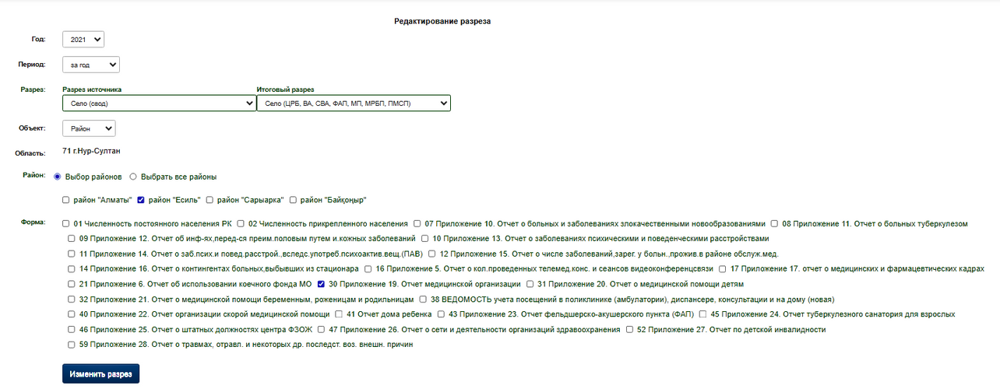 Редактирование разреза
Год: 2021
Период: за год
Разрез источника Итоговый разрез
Разрез: Село (свод) Село (ЦРБ, ВА, СВА, ФАП, МП, МРБП, ПМСП)
Объект: Район
Область: 71 г.Нур-Султан
Район: Выбор районов Выбрать все районы
район "Алматы" район "Есиль" район "Сарыарка" район "Байқоңыр"
Форма: 01 Численность постоянного населения РК 02 Численность прикрепленного населения 07 Приложение 10. Отчет о больных и заболеваниях злокачественными новообразованиями 08 Приложение 11. Отчет о больных туберкулезом
09 Приложение 12. Отчет об инф-ях,перед-ся преим.половым путем и.кожных заболеваний 10 Приложение 13. Отчет о заболеваниях психическими и поведенческими расстройствами
11 Приложение 14. Отчет о заб.псих.и повед.расстрой.,вследс.употреб.психоактив.вещ.(ПАВ) 12 Приложение 15. Отчет о числе заболеваний,зарег. у больн.,прожив.в районе обслуж.мед.
14 Приложение 16. Отчет о контингентах больных,выбывших из стационара 16 Приложение 5. Отчет о кол.проведенных телемед.конс. и сеансов видеоконференцсвязи 17 Приложение 17. отчет о медицинских и фармацевтических кадрах
21 Приложение 6. Отчет об использовании коечного фонда МО 30 Приложение 19. Отчет медицинской организации 31 Приложение 20. Отчет о медицинской помощи детям
32 Приложение 21. Отчет о медицинской помощи беременным, роженицам и родильницам 38 ВЕДОМОСТЬ учета посещений в поликлинике (амбулатории), диспансере, консультации и на дому (новая)
40 Приложение 22. Отчет организации скорой медицинской помощи 41 Отчет дома ребенка 43 Приложение 23. Отчет фельдшерско-акушерского пункта (ФАП) 45 Приложение 24. Отчет туберкулезного санатория для взрослых
46 Приложение 25. Отчет о штатных должностях центра ФЗОЖ 47 Приложение 26. Отчет о сети и деятельности организаций здравоохранения 52 Приложение 27. Отчет по детской инвалидности
59 Приложение 28. Отчет о травмах, отравл. и некоторых др. последст. воз. внешн. причин
Изменить разрез